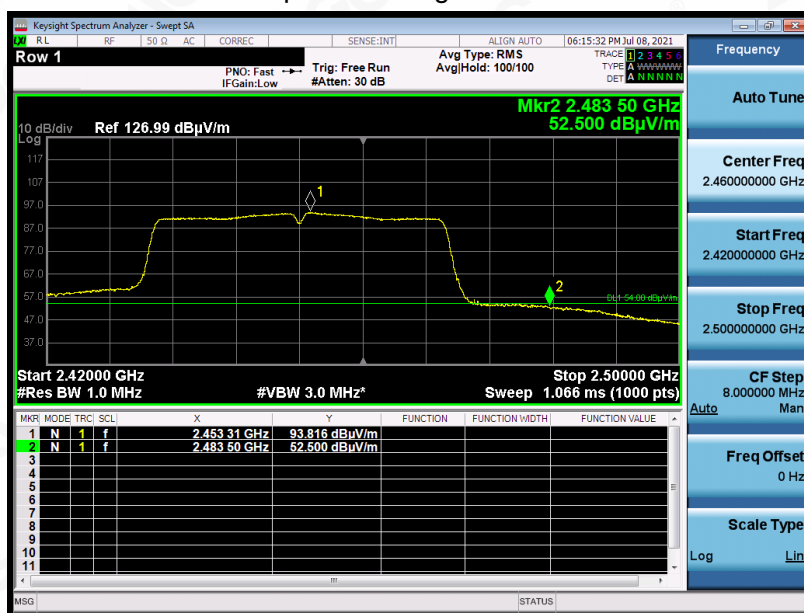 Keysight Spectrum Analyzer - Swept SA
LXI RL RF 50 Ω AC CORREC SENSE:INT ALIGN AUTO 06:15:32 PM Jul 08, 2021
Row 1
PNO: Fast
IFGain:Low
Trig: Free Run
#Atten: 30 dB
Avg Type: RMS
Avg|Hold: 100/100
TRACE 1 2 3 4 5 6
TYPE A WWWWW
DET A N N N N N
Mkr2 2.483 50 GHz
52.500 dBμV/m
10 dB/div Ref 126.99 dBμV/m
Log
117
107
97.0
87.0
77.0
67.0
57.0
47.0
37.0
1
2
DL1 54.00 dBμV/m
Start 2.42000 GHz
Stop 2.50000 GHz
#Res BW 1.0 MHz
#VBW 3.0 MHz*
Sweep 1.066 ms (1000 pts)
MKR MODE TRC SCL X Y FUNCTION FUNCTION WIDTH FUNCTION VALUE
1 N 1 f 2.453 31 GHz 93.816 dBμV/m
2 N 1 f 2.483 50 GHz 52.500 dBμV/m
3
4
5
6
7
8
9
10
11
MSG
STATUS
Frequency
Auto Tune
Center Freq
2.460000000 GHz
Start Freq
2.420000000 GHz
Stop Freq
2.500000000 GHz
CF Step
8.000000 MHz
Auto Man
Freq Offset
0 Hz
Scale Type
Log Lin